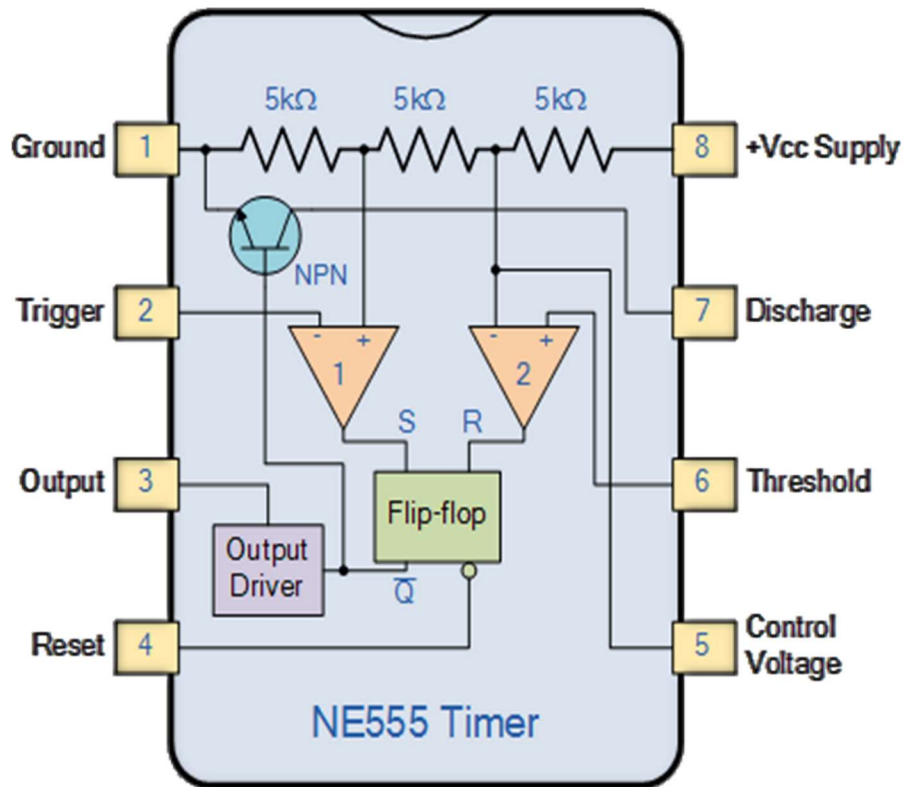 5kΩ 5kΩ 5kΩ
Ground 1
8 +Vcc Supply
NPN
Trigger 2
7 Discharge
- +
1
- +
2
S R
Output 3
6 Threshold
Flip-flop
Output
Driver
Q̅
Reset 4
5 Control
Voltage
NE555 Timer